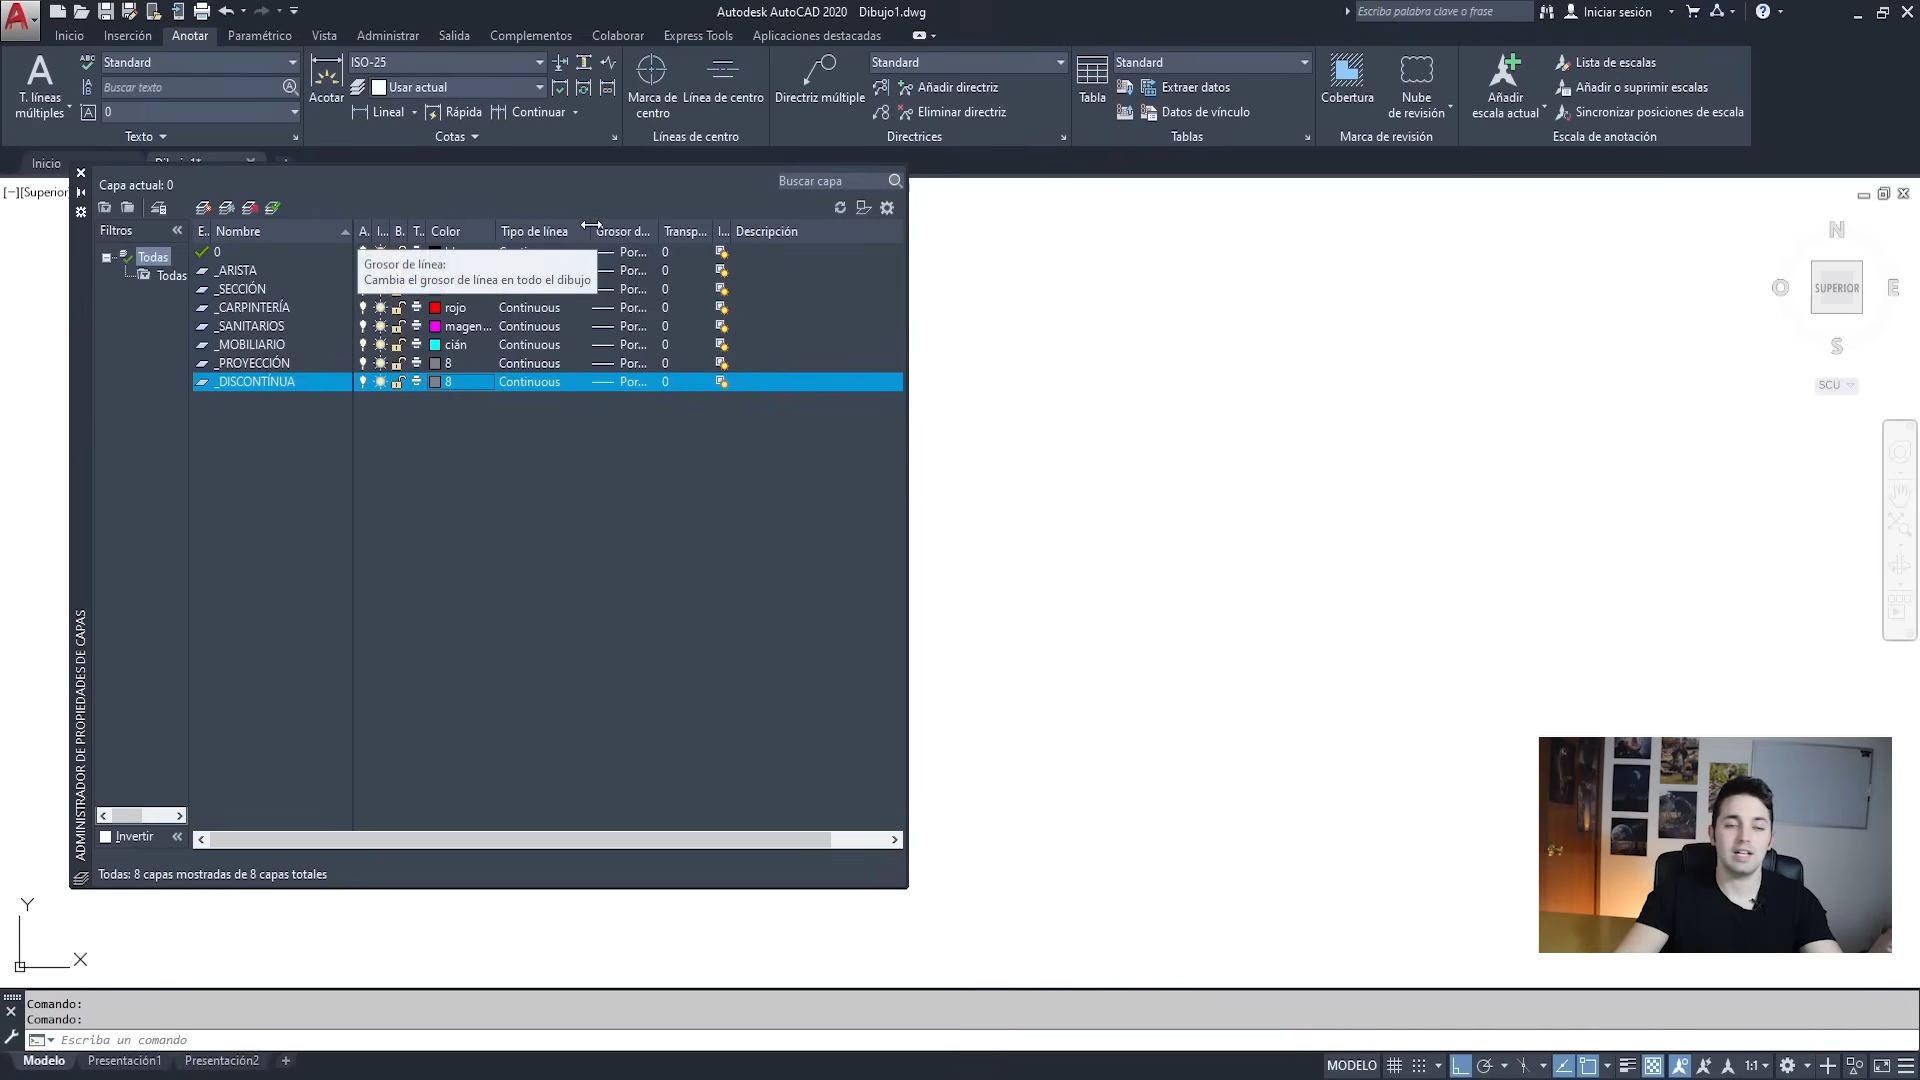 Autodesk AutoCAD 2020 Dibujo1.dwg
Escriba palabra clave o frase
Iniciar sesión
Inicio Inserción Anotar Paramétrico Vista Administrar Salida Complementos Colaborar Express Tools Aplicaciones destacadas
T. líneas múltiples
ABC
Standard
Buscar texto
0
Texto
Acotar
ISO-25
Usar actual
Lineal Rápida Continuar
Cotas
Marca de centro
Línea de centro
Líneas de centro
Directriz múltiple
Standard
Añadir directriz
Eliminar directriz
Directrices
Tabla
Standard
Extraer datos
Datos de vínculo
Tablas
Cobertura
Nube de revisión
Marca de revisión
Añadir escala actual
Lista de escalas
Añadir o suprimir escalas
Sincronizar posiciones de escala
Escala de anotación
Inicio
[−][Superior
Capa actual: 0
Buscar capa
Filtros
E. Nombre A. I... B. T.. Color Tipo de línea Grosor d... Transp... I... Descripción
Todas
Todas
0 0
Grosor de línea:
Cambia el grosor de línea en todo el dibujo
_ARISTA Por... 0
_SECCIÓN Por... 0
_CARPINTERÍA rojo Continuous Por... 0
_SANITARIOS magen... Continuous Por... 0
_MOBILIARIO cián Continuous Por... 0
_PROYECCIÓN 8 Continuous Por... 0
_DISCONTÍNUA 8 Continuous Por... 0
Invertir
Todas: 8 capas mostradas de 8 capas totales
ADMINISTRADOR DE PROPIEDADES DE CAPAS
N
O SUPERIOR E
S
SCU
Y
X
Comando:
Comando:
Escriba un comando
Modelo Presentación1 Presentación2 +
MODELO 1:1